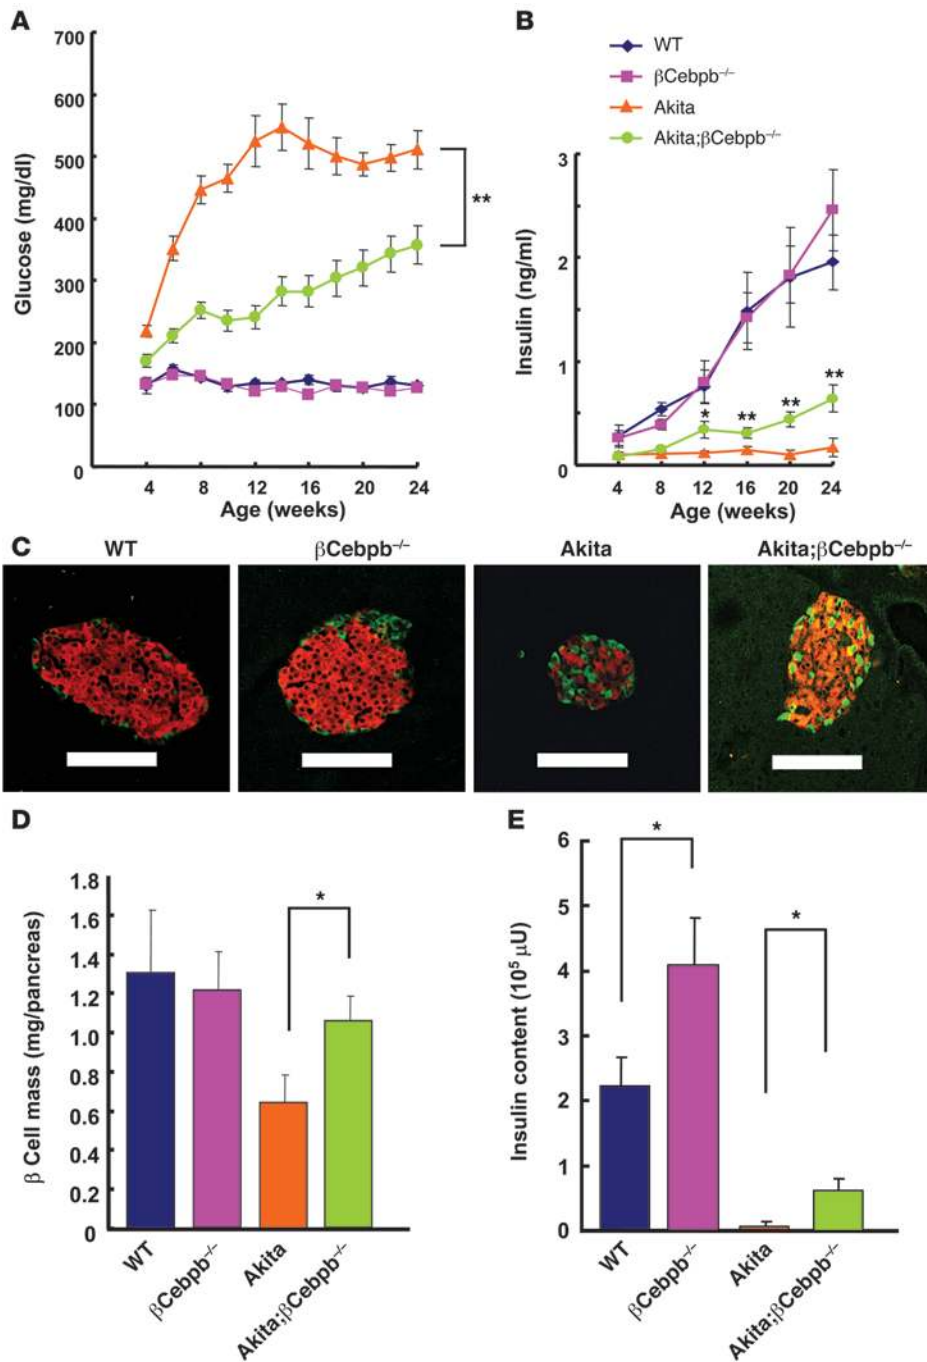 A
700
600
500
400
300
200
100
0
Glucose (mg/dl)
**
4 8 12 16 20 24
Age (weeks)
B
WT
βCebpb⁻/⁻
Akita
Akita;βCebpb⁻/⁻
3
2
1
0
Insulin (ng/ml)
* ** ** **
4 8 12 16 20 24
Age (weeks)
C
WT βCebpb⁻/⁻ Akita Akita;βCebpb⁻/⁻
D
1.8
1.6
1.4
1.2
1.0
0.8
0.6
0.4
0.2
0
β Cell mass (mg/pancreas)
*
WT
βCebpb⁻/⁻
Akita
Akita;βCebpb⁻/⁻
E
6
5
4
3
2
1
0
Insulin content (10⁵ μU)
*
*
WT
βCebpb⁻/⁻
Akita
Akita;βCebpb⁻/⁻